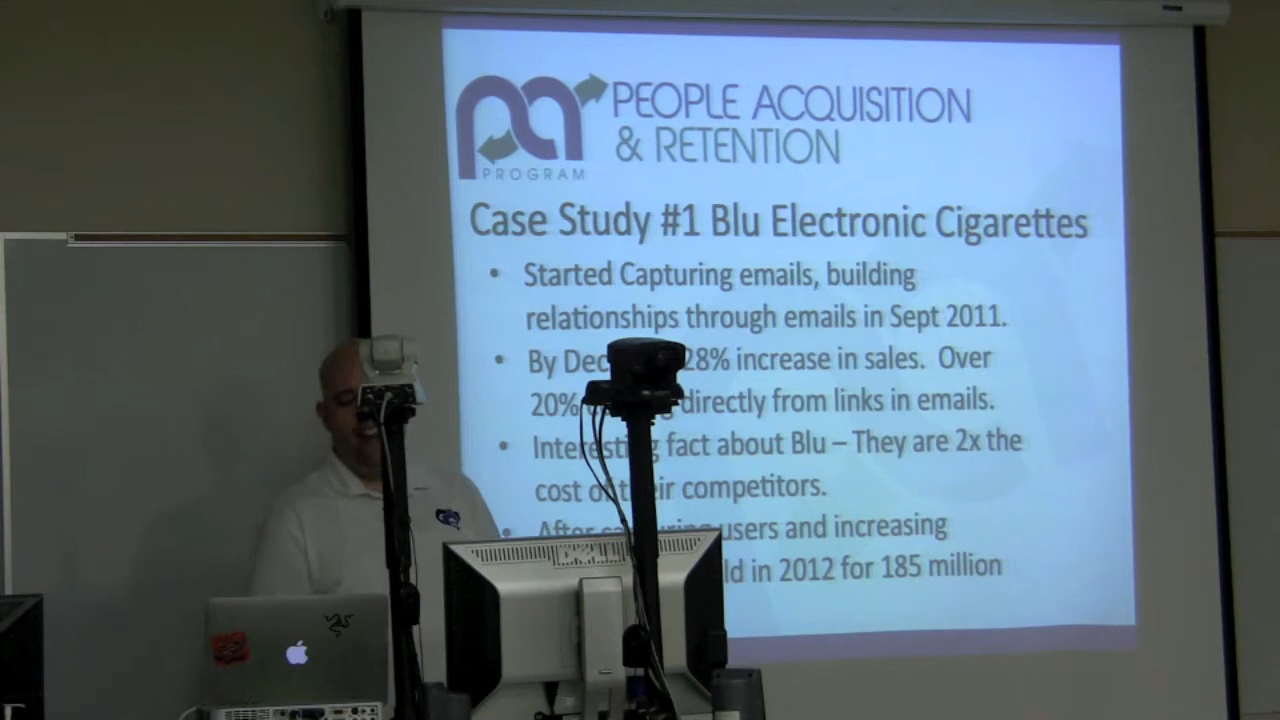 PEOPLE ACQUISITION
& RETENTION
PROGRAM
Case Study #1 Blu Electronic Cigarettes
• Started Capturing emails, building
relationships through emails in Sept 2011.
• By Dec 28% increase in sales. Over
20% directly from links in emails.
• Interesting fact about Blu – They are 2x the
cost of their competitors.
• After capturing users and increasing
in 2012 for 185 million